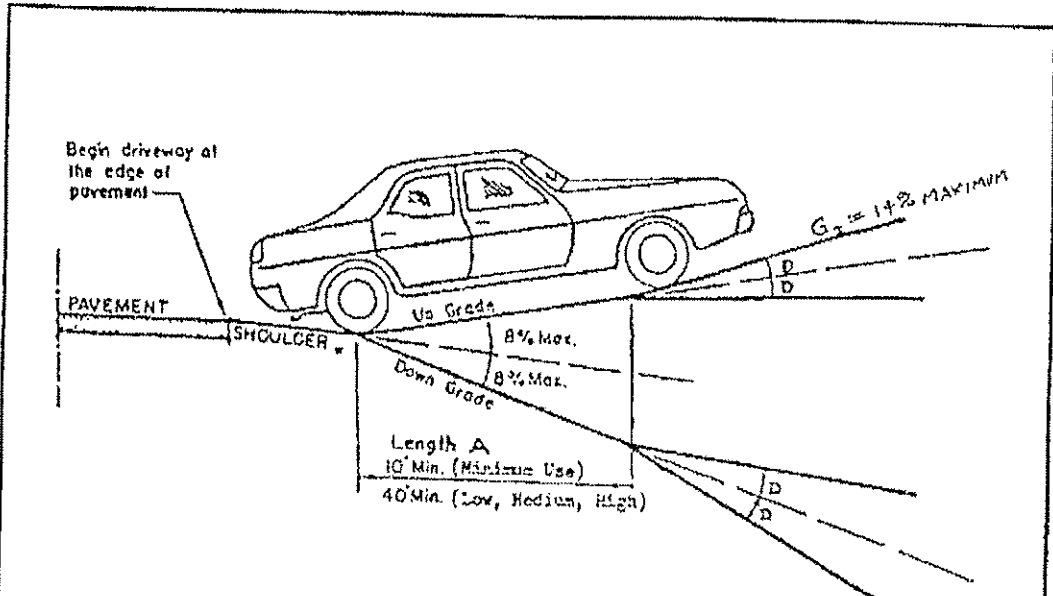 Begin driveway at
the edge of
pavement
G2 = 14% MAXIMUM
D
D
PAVEMENT
SHOULDER *
Up Grade
8% Max.
8% Max.
Down Grade
Length A
10' Min. (Minimum Use)
40' Min. (Low, Medium, High)
D
D